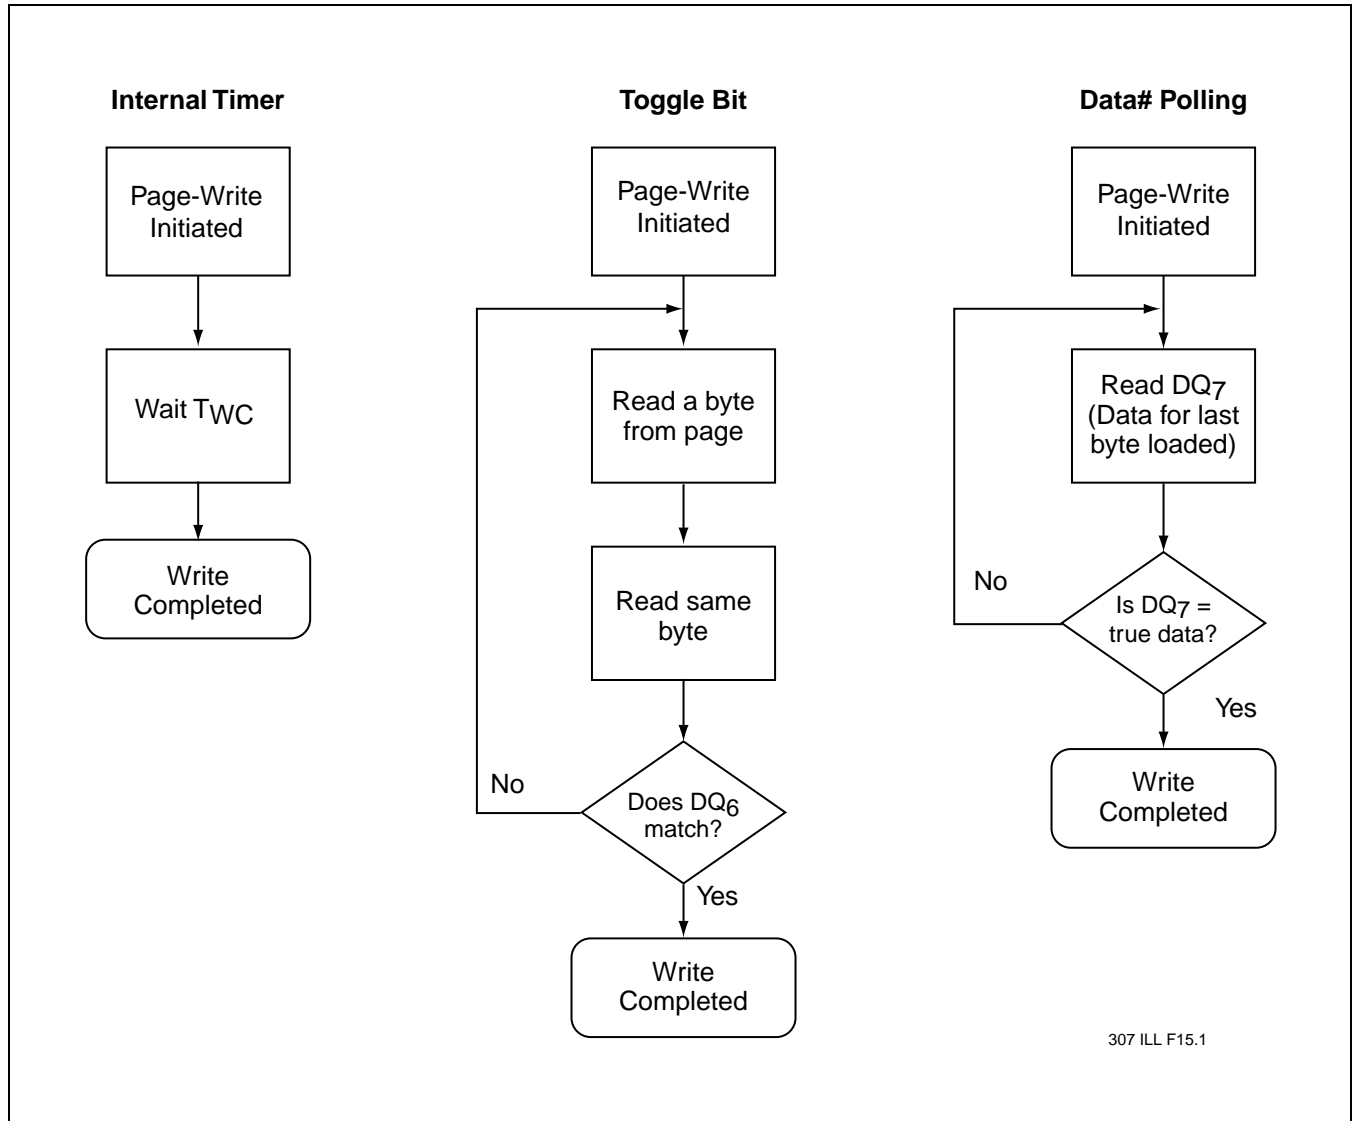 Internal Timer
Page-Write
Initiated
Wait TWC
Write
Completed
Toggle Bit
Page-Write
Initiated
Read a byte
from page
Read same
byte
No
Does DQ6
match?
Yes
Write
Completed
Data# Polling
Page-Write
Initiated
Read DQ7
(Data for last
byte loaded)
No
Is DQ7 =
true data?
Yes
Write
Completed
307 ILL F15.1